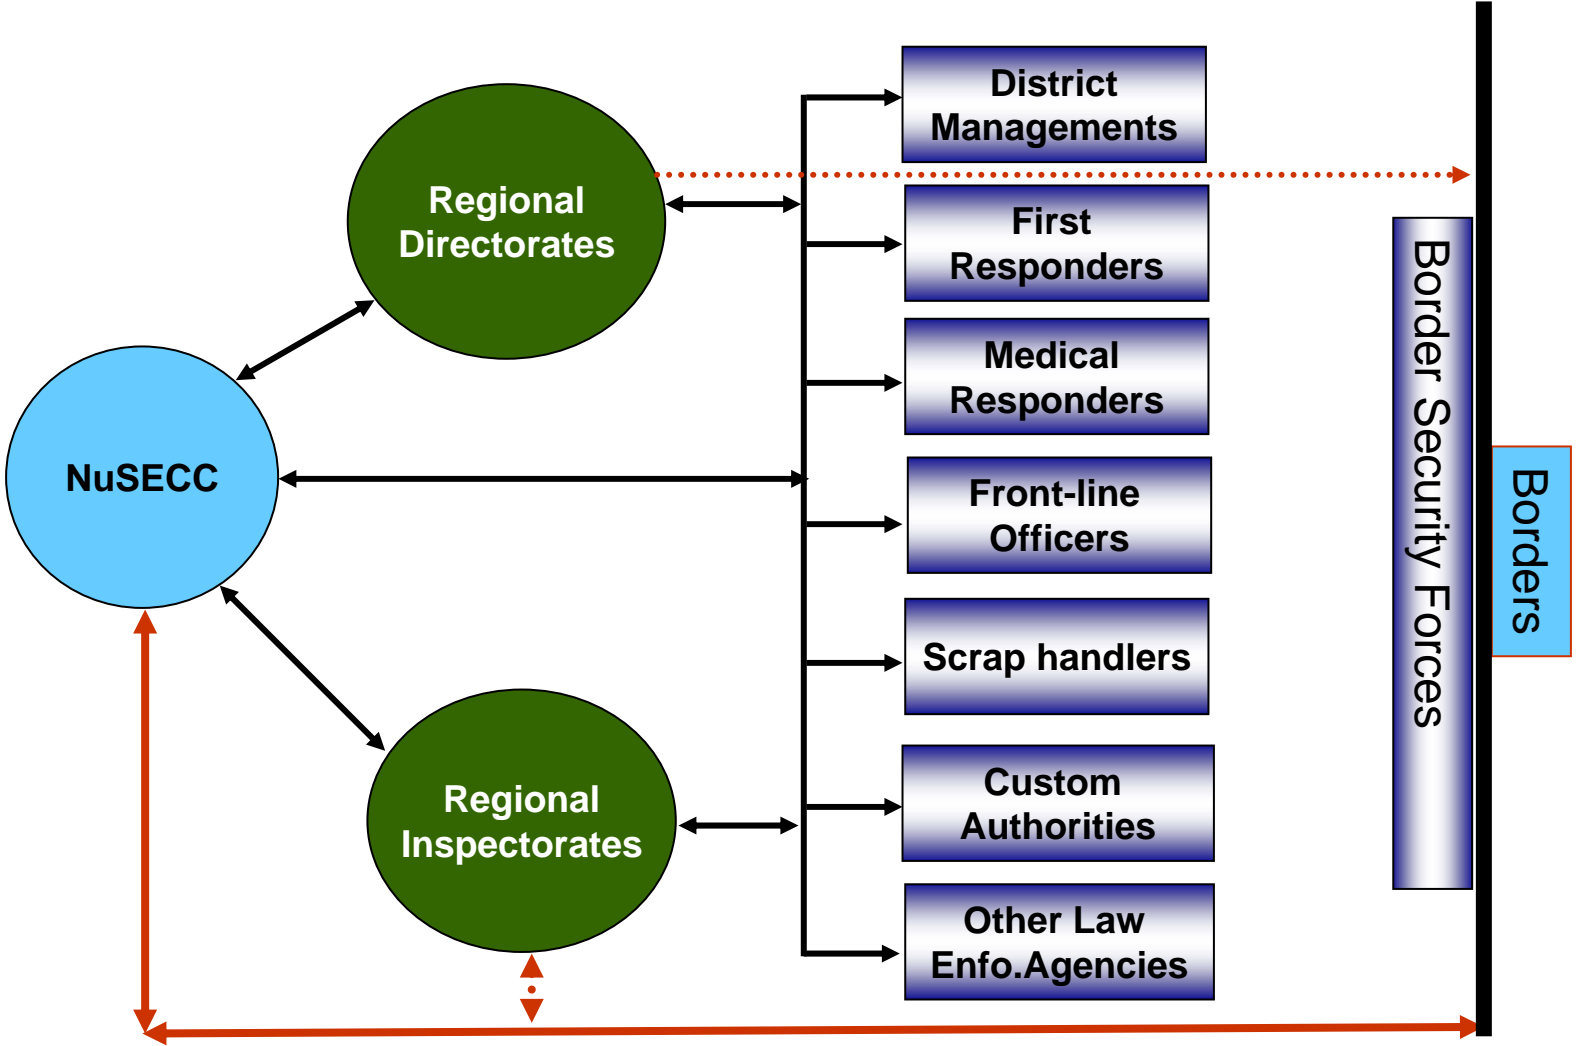 District
Managements
Regional
Directorates
First
Responders
Medical
Responders
NuSECC
Front-line
Officers
Scrap handlers
Regional
Inspectorates
Custom
Authorities
Other Law
Enfo.Agencies
Border Security Forces
Borders